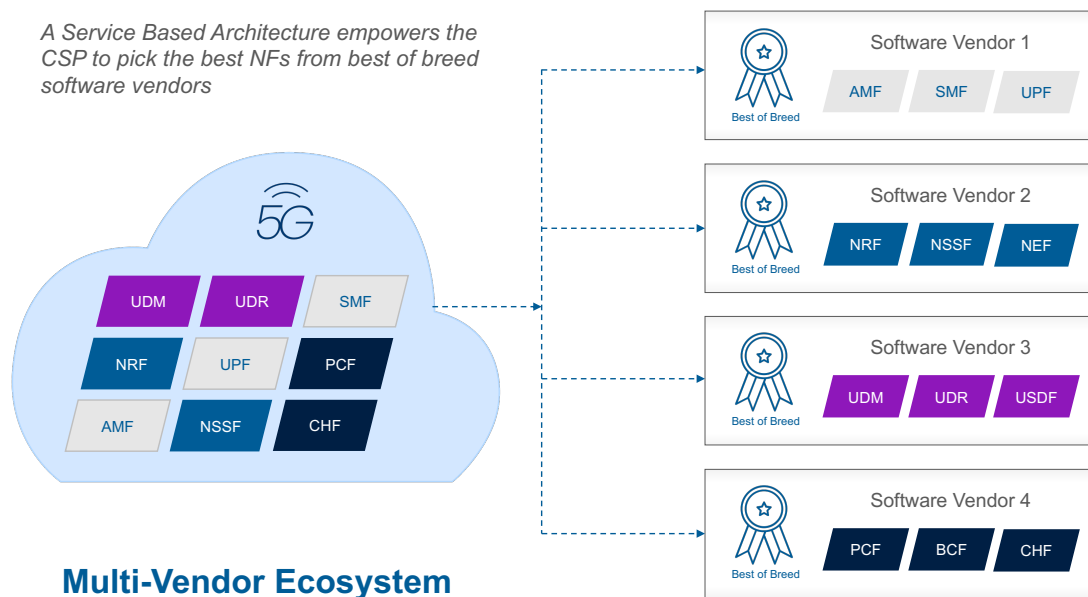 A Service Based Architecture empowers the
CSP to pick the best NFs from best of breed
software vendors
5G
UDM
UDR
SMF
NRF
UPF
PCF
AMF
NSSF
CHF
Multi-Vendor Ecosystem
Software Vendor 1
Best of Breed
AMF
SMF
UPF
Software Vendor 2
Best of Breed
NRF
NSSF
NEF
Software Vendor 3
Best of Breed
UDM
UDR
USDF
Software Vendor 4
Best of Breed
PCF
BCF
CHF